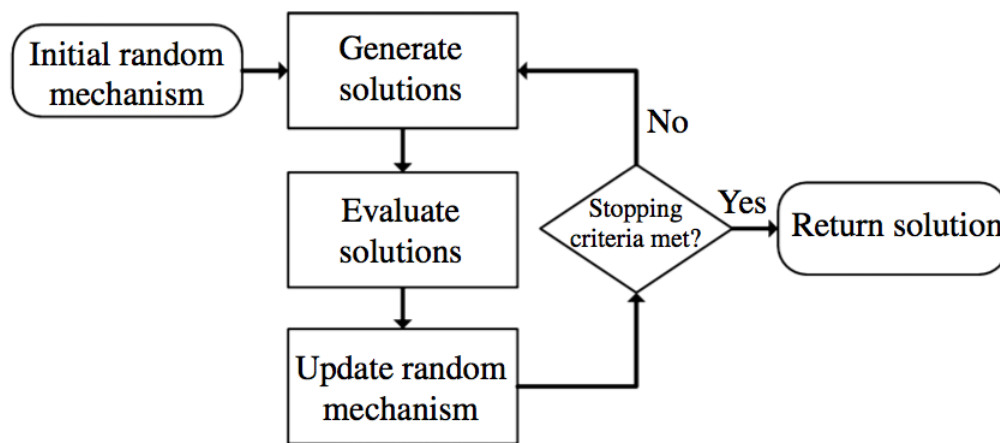 Initial random
mechanism
Generate
solutions
Evaluate
solutions
Update random
mechanism
Stopping
criteria met?
No
Yes
Return solution